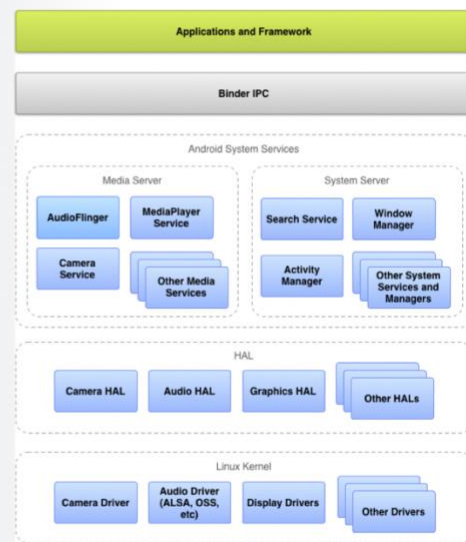 Applications and Framework
Binder IPC
Android System Services
Media Server
System Server
AudioFlinger
MediaPlayer
Service
Search Service
Window
Manager
Camera
Service
Other Media
Services
Activity
Manager
Other System
Services and
Managers
HAL
Camera HAL
Audio HAL
Graphics HAL
Other HALs
Linux Kernel
Camera Driver
Audio Driver
(ALSA, OSS,
etc)
Display Drivers
Other Drivers